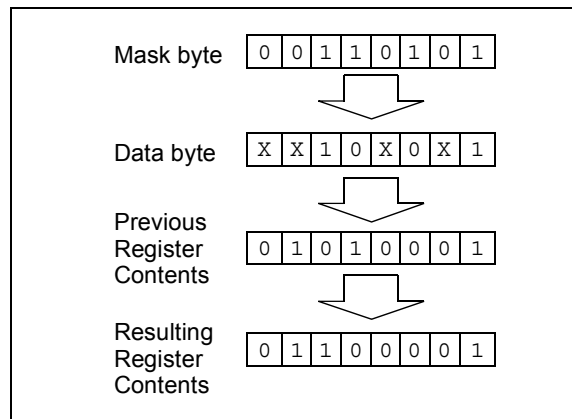 Mask byte 0 0 1 1 0 1 0 1
Data byte X X 1 0 X 0 X 1
Previous
Register 0 1 0 1 0 0 0 1
Contents
Resulting
Register 0 1 1 0 0 0 0 1
Contents